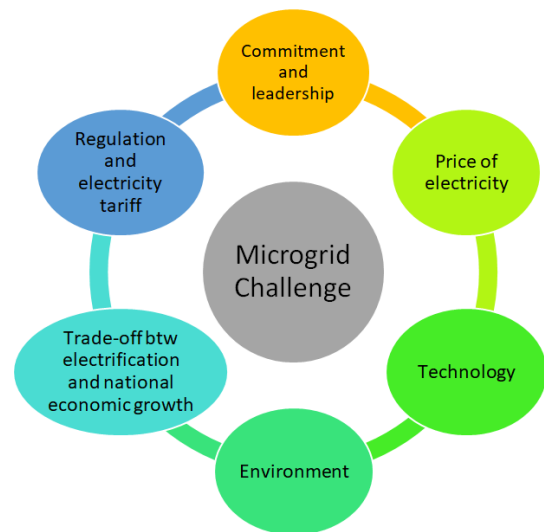 Commitment
and
leadership
Price of
electricity
Technology
Environment
Trade-off btw
electrification
and national
economic growth
Regulation
and
electricity
tariff
Microgrid
Challenge